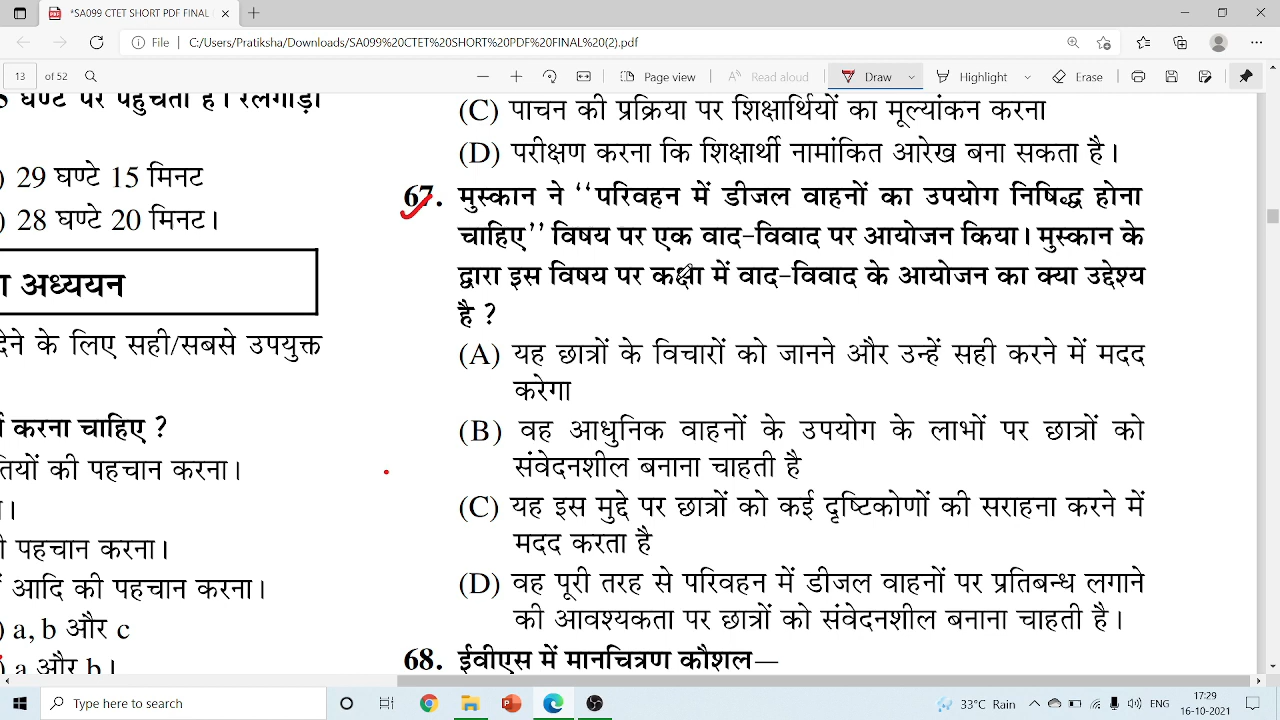 *SA099 CTET SHORT PDF FINAL
File C:/Users/Pratiksha/Downloads/SA099%20CTET%20SHORT%20PDF%20FINAL%20(2).pdf
13 of 52 Page view Read aloud Draw Highlight Erase
घण्टे पर पहुंचती है। रेलगाड़ी
) 29 घण्टे 15 मिनट
) 28 घण्टे 20 मिनट।
अध्ययन
देने के लिए सही/सबसे उपयुक्त
करना चाहिए ?
तियों की पहचान करना।
पहचान करना।
आदि की पहचान करना।
) a, b और c
a और b।
(C) पाचन की प्रक्रिया पर शिक्षार्थियों का मूल्यांकन करना
(D) परीक्षण करना कि शिक्षार्थी नामांकित आरेख बना सकता है।
67. मुस्कान ने ‘‘परिवहन में डीजल वाहनों का उपयोग निषिद्ध होना
चाहिए’’ विषय पर एक वाद-विवाद पर आयोजन किया। मुस्कान के
द्वारा इस विषय पर कक्षा में वाद-विवाद के आयोजन का क्या उद्देश्य
है ?
(A) यह छात्रों के विचारों को जानने और उन्हें सही करने में मदद
करेगा
(B) वह आधुनिक वाहनों के उपयोग के लाभों पर छात्रों को
संवेदनशील बनाना चाहती है
(C) यह इस मुद्दे पर छात्रों को कई दृष्टिकोणों की सराहना करने में
मदद करता है
(D) वह पूरी तरह से परिवहन में डीजल वाहनों पर प्रतिबन्ध लगाने
की आवश्यकता पर छात्रों को संवेदनशील बनाना चाहती है।
68. ईवीएस में मानचित्रण कौशल—
Type here to search
33°C Rain ENG 17:29
16-10-2021